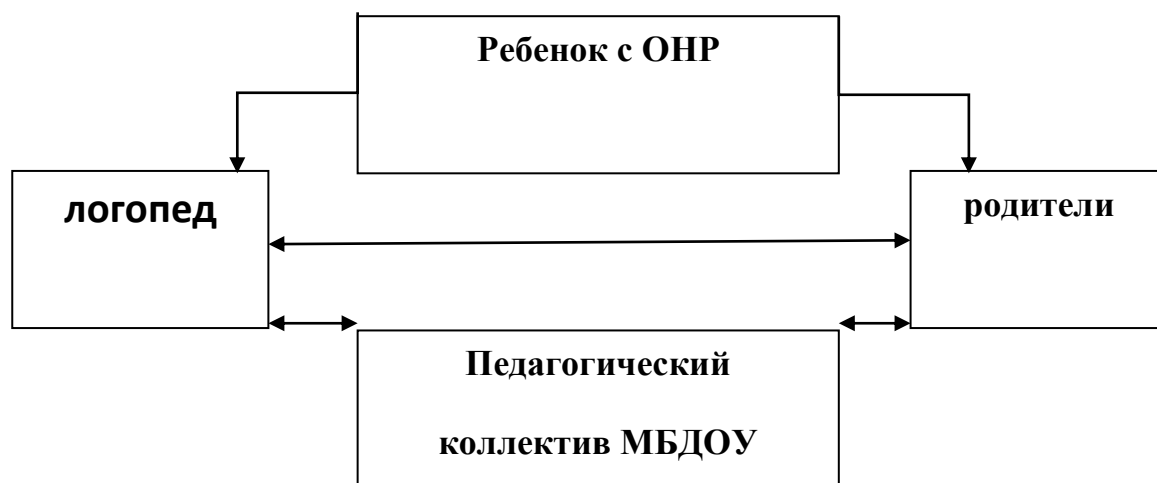 Ребенок с ОНР
логопед
родители
Педагогический
коллектив МБДОУ